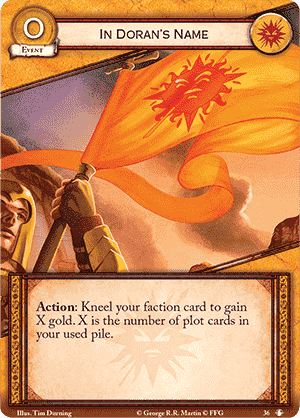 0
EVENT
IN DORAN'S NAME
Action: Kneel your faction card to gain
X gold. X is the number of plot cards in
your used pile.
Illus. Tim Durning © George R.R. Martin © FFG 36